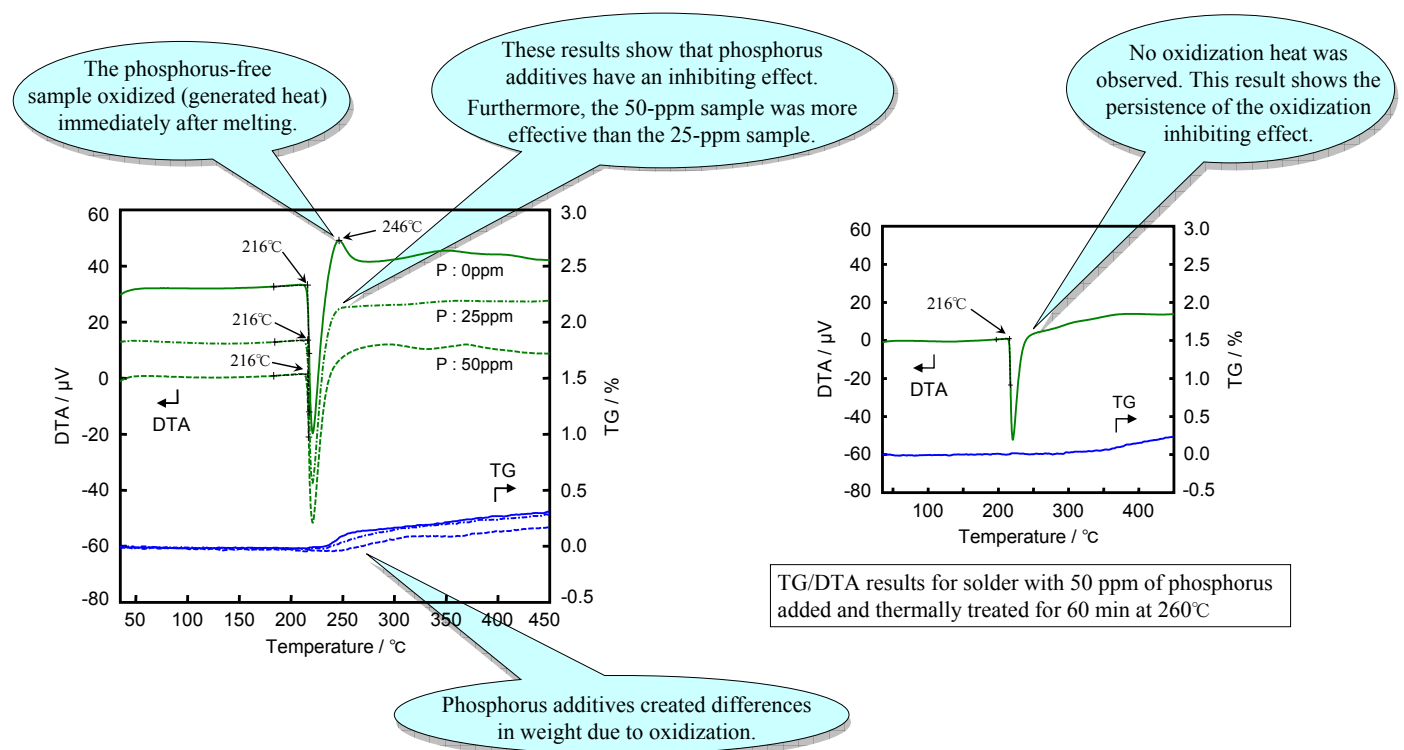 The phosphorus-free
sample oxidized (generated heat)
immediately after melting.
These results show that phosphorus
additives have an inhibiting effect.
Furthermore, the 50-ppm sample was more
effective than the 25-ppm sample.
No oxidization heat was
observed. This result shows the
persistence of the oxidization
inhibiting effect.
60
40
20
0
-20
-40
-60
-80
DTA / μV
3.0
2.5
2.0
1.5
1.0
0.5
0.0
-0.5
TG / %
246℃
216℃
P : 0ppm
216℃
P : 25ppm
216℃
P : 50ppm
DTA
TG
50
100
150
200
250
300
350
400
450
Temperature / ℃
60
40
20
0
-20
-40
-60
-80
DTA / μV
3.0
2.5
2.0
1.5
1.0
0.5
0.0
-0.5
TG / %
216℃
DTA
TG
100
200
300
400
Temperature / ℃
TG/DTA results for solder with 50 ppm of phosphorus
added and thermally treated for 60 min at 260℃
Phosphorus additives created differences
in weight due to oxidization.